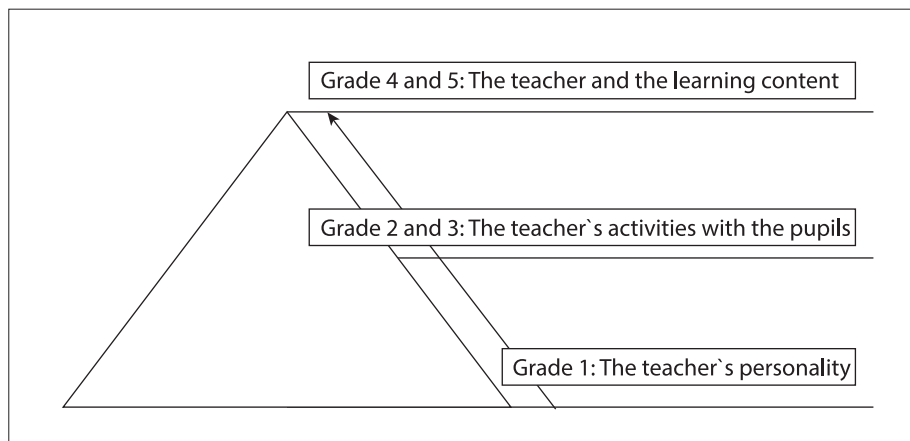 Grade 4 and 5: The teacher and the learning content
Grade 2 and 3: The teacher`s activities with the pupils
Grade 1: The teacher`s personality